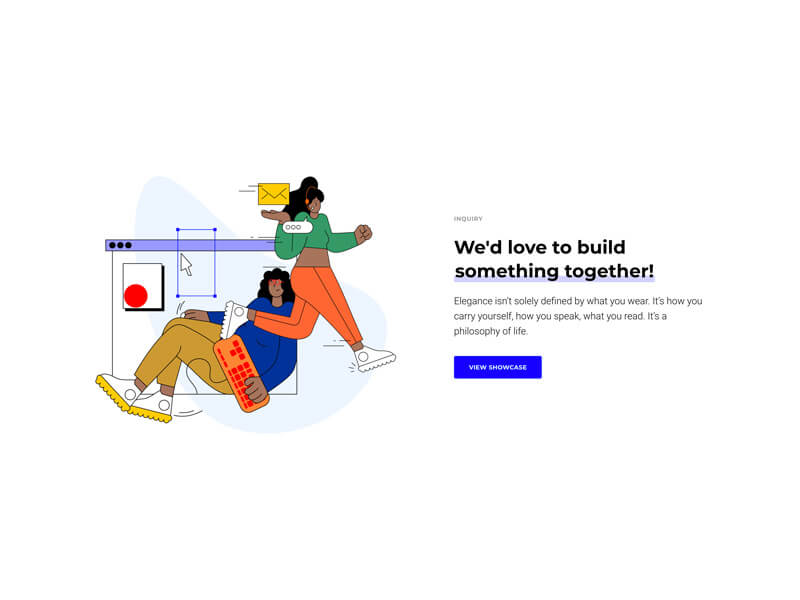 INQUIRY
We'd love to build
something together!
Elegance isn't solely defined by what you wear. It's how you
carry yourself, how you speak, what you read. It's a
philosophy of life.
VIEW SHOWCASE